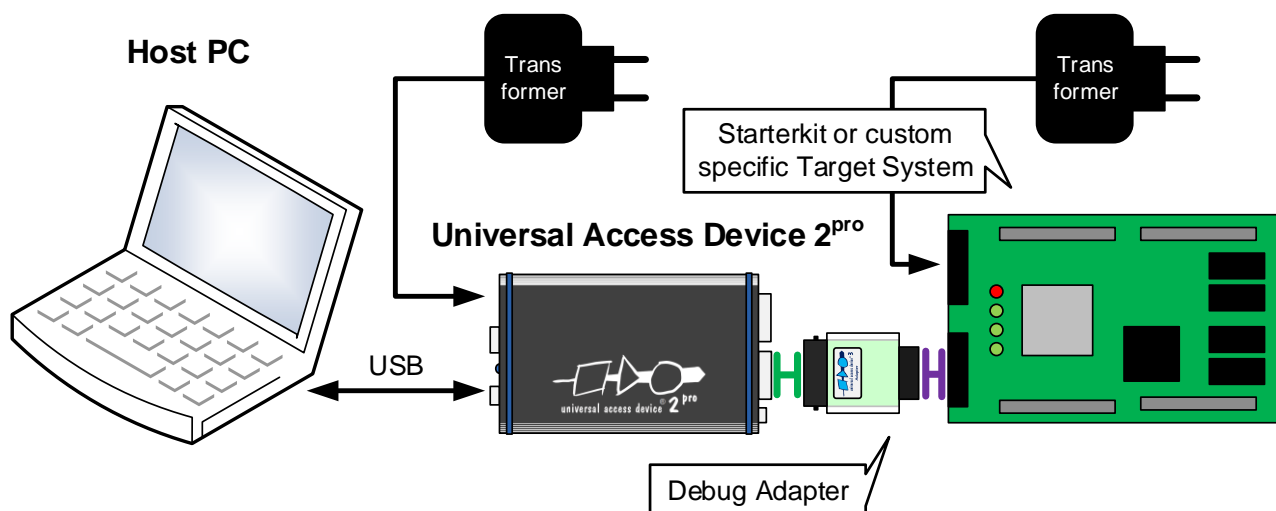 Host PC
Trans
former
Trans
former
Starterkit or custom
specific Target System
Universal Access Device 2pro
USB
universal access device® 2 pro
Adapter
Debug Adapter